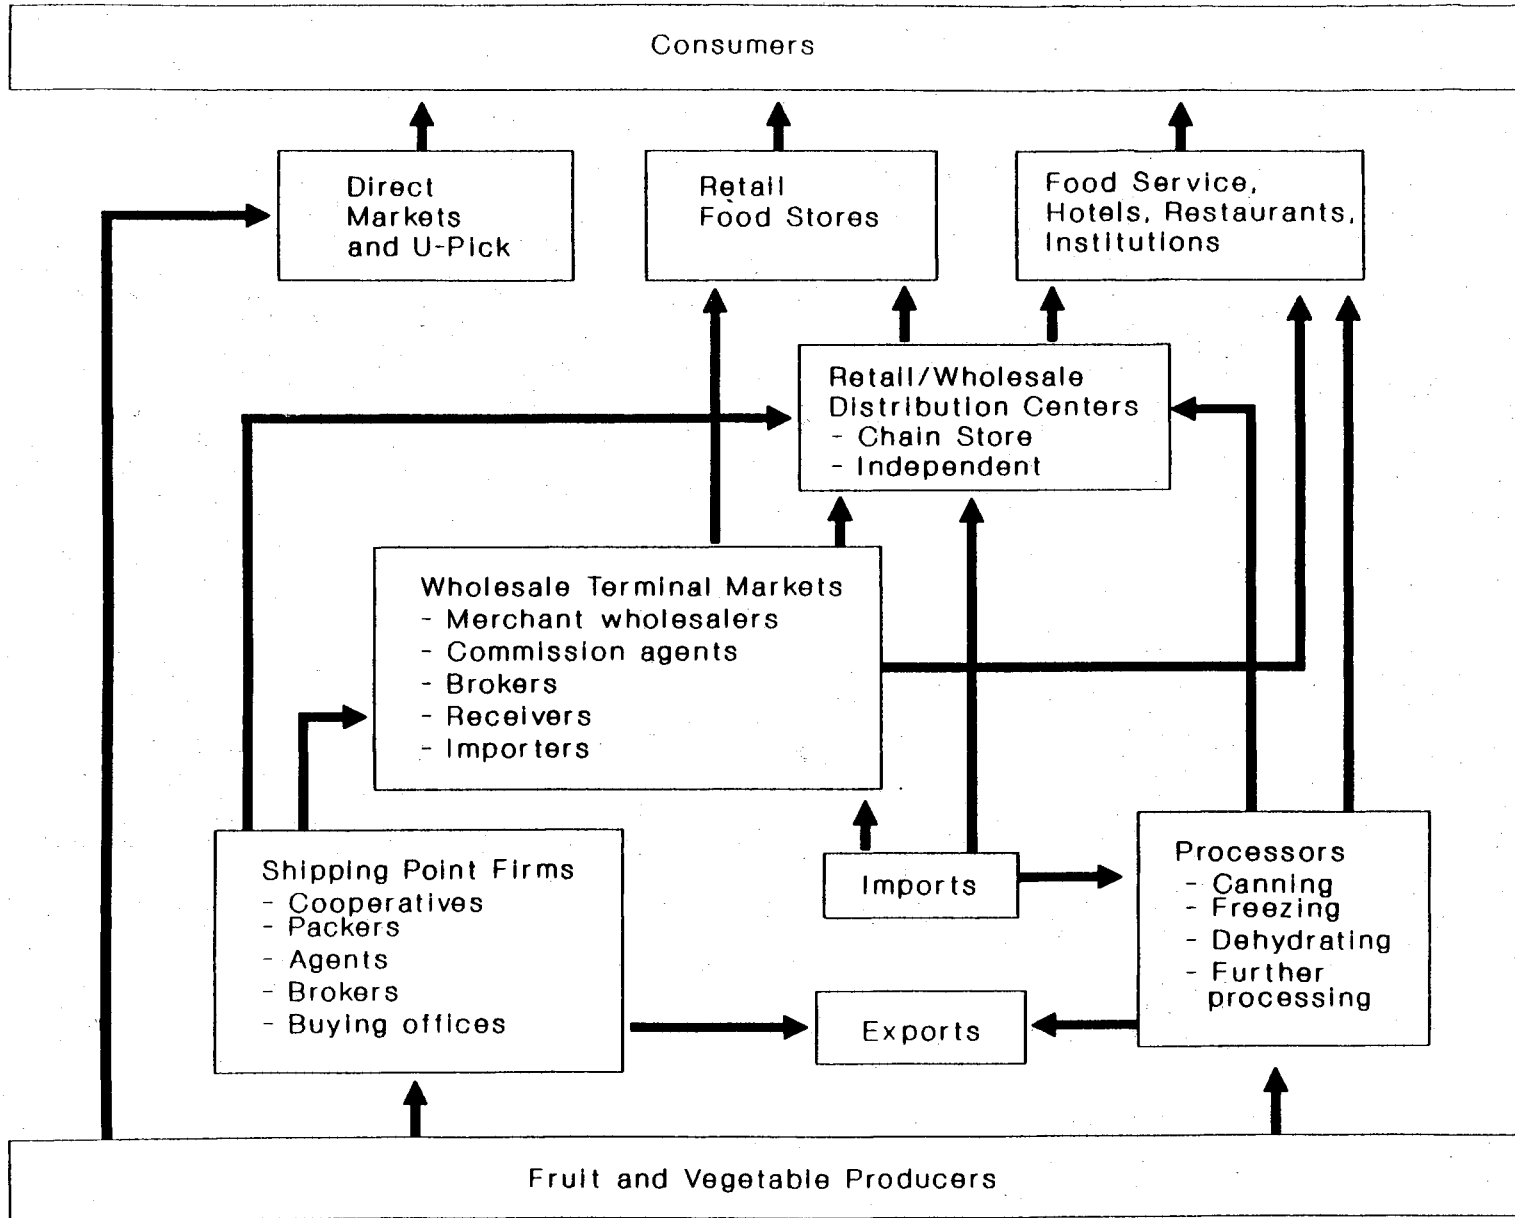 Consumers
Direct
Markets
and U-Pick
Retail
Food Stores
Food Service,
Hotels, Restaurants,
Institutions
Retail/Wholesale
Distribution Centers
- Chain Store
- Independent
Wholesale Terminal Markets
- Merchant wholesalers
- Commission agents
- Brokers
- Receivers
- Importers
Shipping Point Firms
- Cooperatives
- Packers
- Agents
- Brokers
- Buying offices
Imports
Exports
Processors
- Canning
- Freezing
- Dehydrating
- Further
processing
Fruit and Vegetable Producers